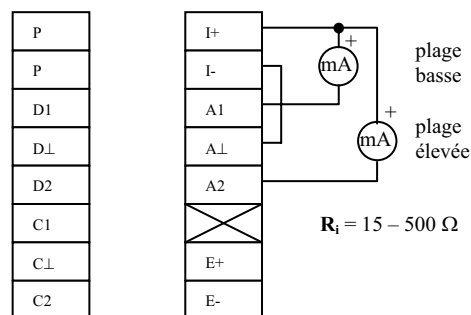 P
P
D1
D⊥
D2
C1
C⊥
C2
I+
I-
A1
A⊥
A2
E+
E-
+
mA
plage
basse
+
mA
plage
élevée
Ri = 15 – 500 Ω